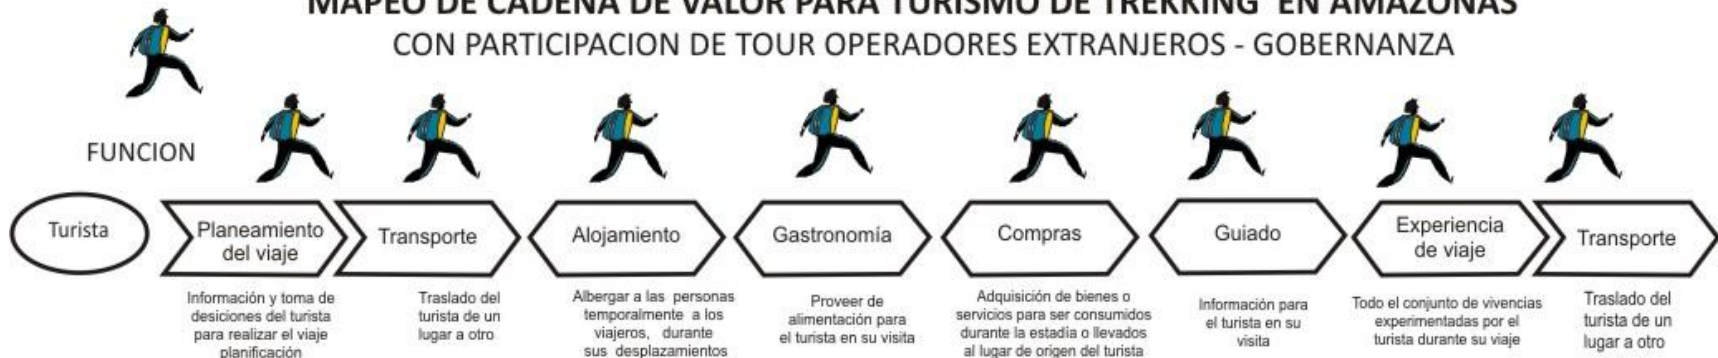 MAPEO DE CADENA DE VALOR PARA TURISMO DE TREKKING EN AMAZONAS
CON PARTICIPACION DE TOUR OPERADORES EXTRANJEROS - GOBERNANZA
FUNCION
Turista
Planeamiento
del viaje
Transporte
Alojamiento
Gastronomía
Compras
Guiado
Experiencia
de viaje
Transporte
Información y toma de
desiciones del turista
para realizar el viaje
planificación
Traslado del
turista de un
lugar a otro
Albergar a las personas
temporalmente a los
viajeros, durante
sus desplazamientos
Proveer de
alimentación para
el turista en su visita
Adquisición de bienes o
servicios para ser consumidos
durante la estadía o llevados
al lugar de origen del turista
Información para
el turista en su
visita
Todo el conjunto de vivencias
experimentadas por el
turista durante su viaje
Traslado del
turista de un
lugar a otro